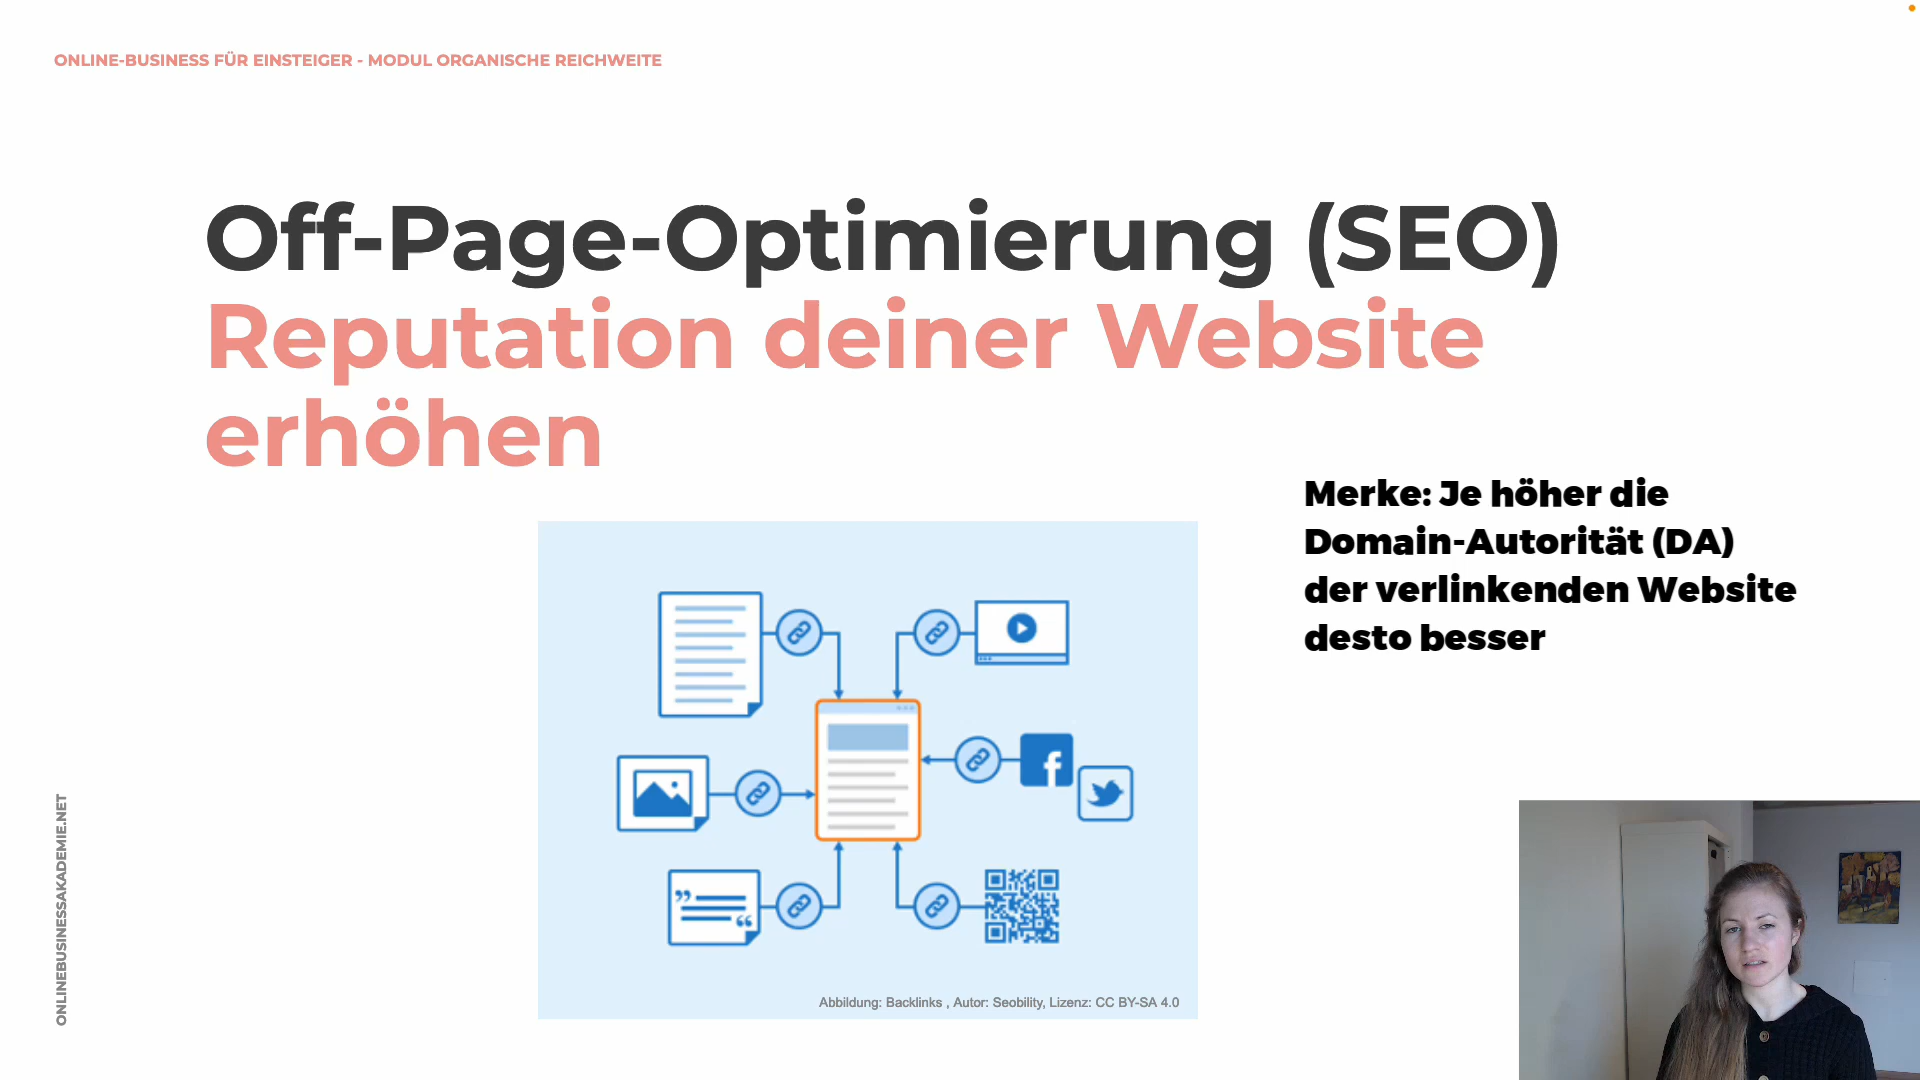 ONLINE-BUSINESS FÜR EINSTEIGER - MODUL ORGANISCHE REICHWEITE
Off-Page-Optimierung (SEO)
Reputation deiner Website
erhöhen
Merke: Je höher die
Domain-Autorität (DA)
der verlinkenden Website
desto besser
Abbildung: Backlinks , Autor: Seobility, Lizenz: CC BY-SA 4.0
ONLINEBUSINESSAKADEMIE.NET